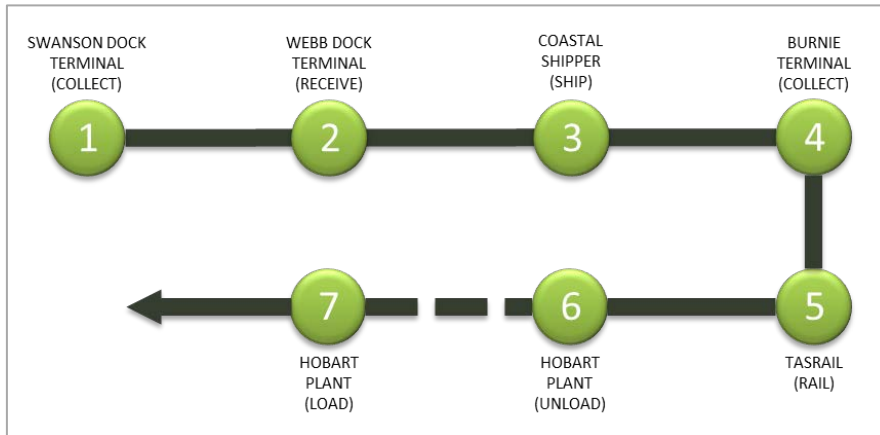 SWANSON DOCK
TERMINAL
(COLLECT)
WEBB DOCK
TERMINAL
(RECEIVE)
COASTAL
SHIPPER
(SHIP)
BURNIE
TERMINAL
(COLLECT)
1
2
3
4
7
6
5
HOBART
PLANT
(LOAD)
HOBART
PLANT
(UNLOAD)
TASRAIL
(RAIL)